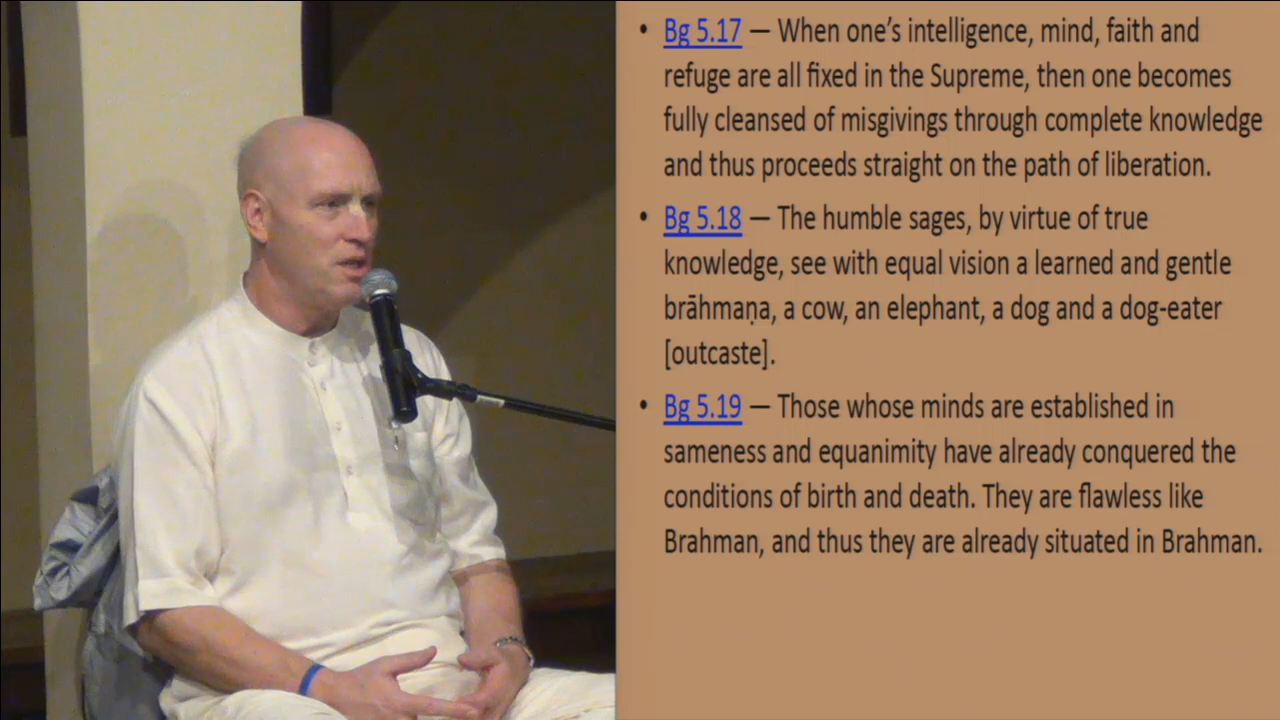 • Bg 5.17 — When one’s intelligence, mind, faith and
refuge are all fixed in the Supreme, then one becomes
fully cleansed of misgivings through complete knowledge
and thus proceeds straight on the path of liberation.
• Bg 5.18 — The humble sages, by virtue of true
knowledge, see with equal vision a learned and gentle
brāhmaṇa, a cow, an elephant, a dog and a dog-eater
[outcaste].
• Bg 5.19 — Those whose minds are established in
sameness and equanimity have already conquered the
conditions of birth and death. They are flawless like
Brahman, and thus they are already situated in Brahman.